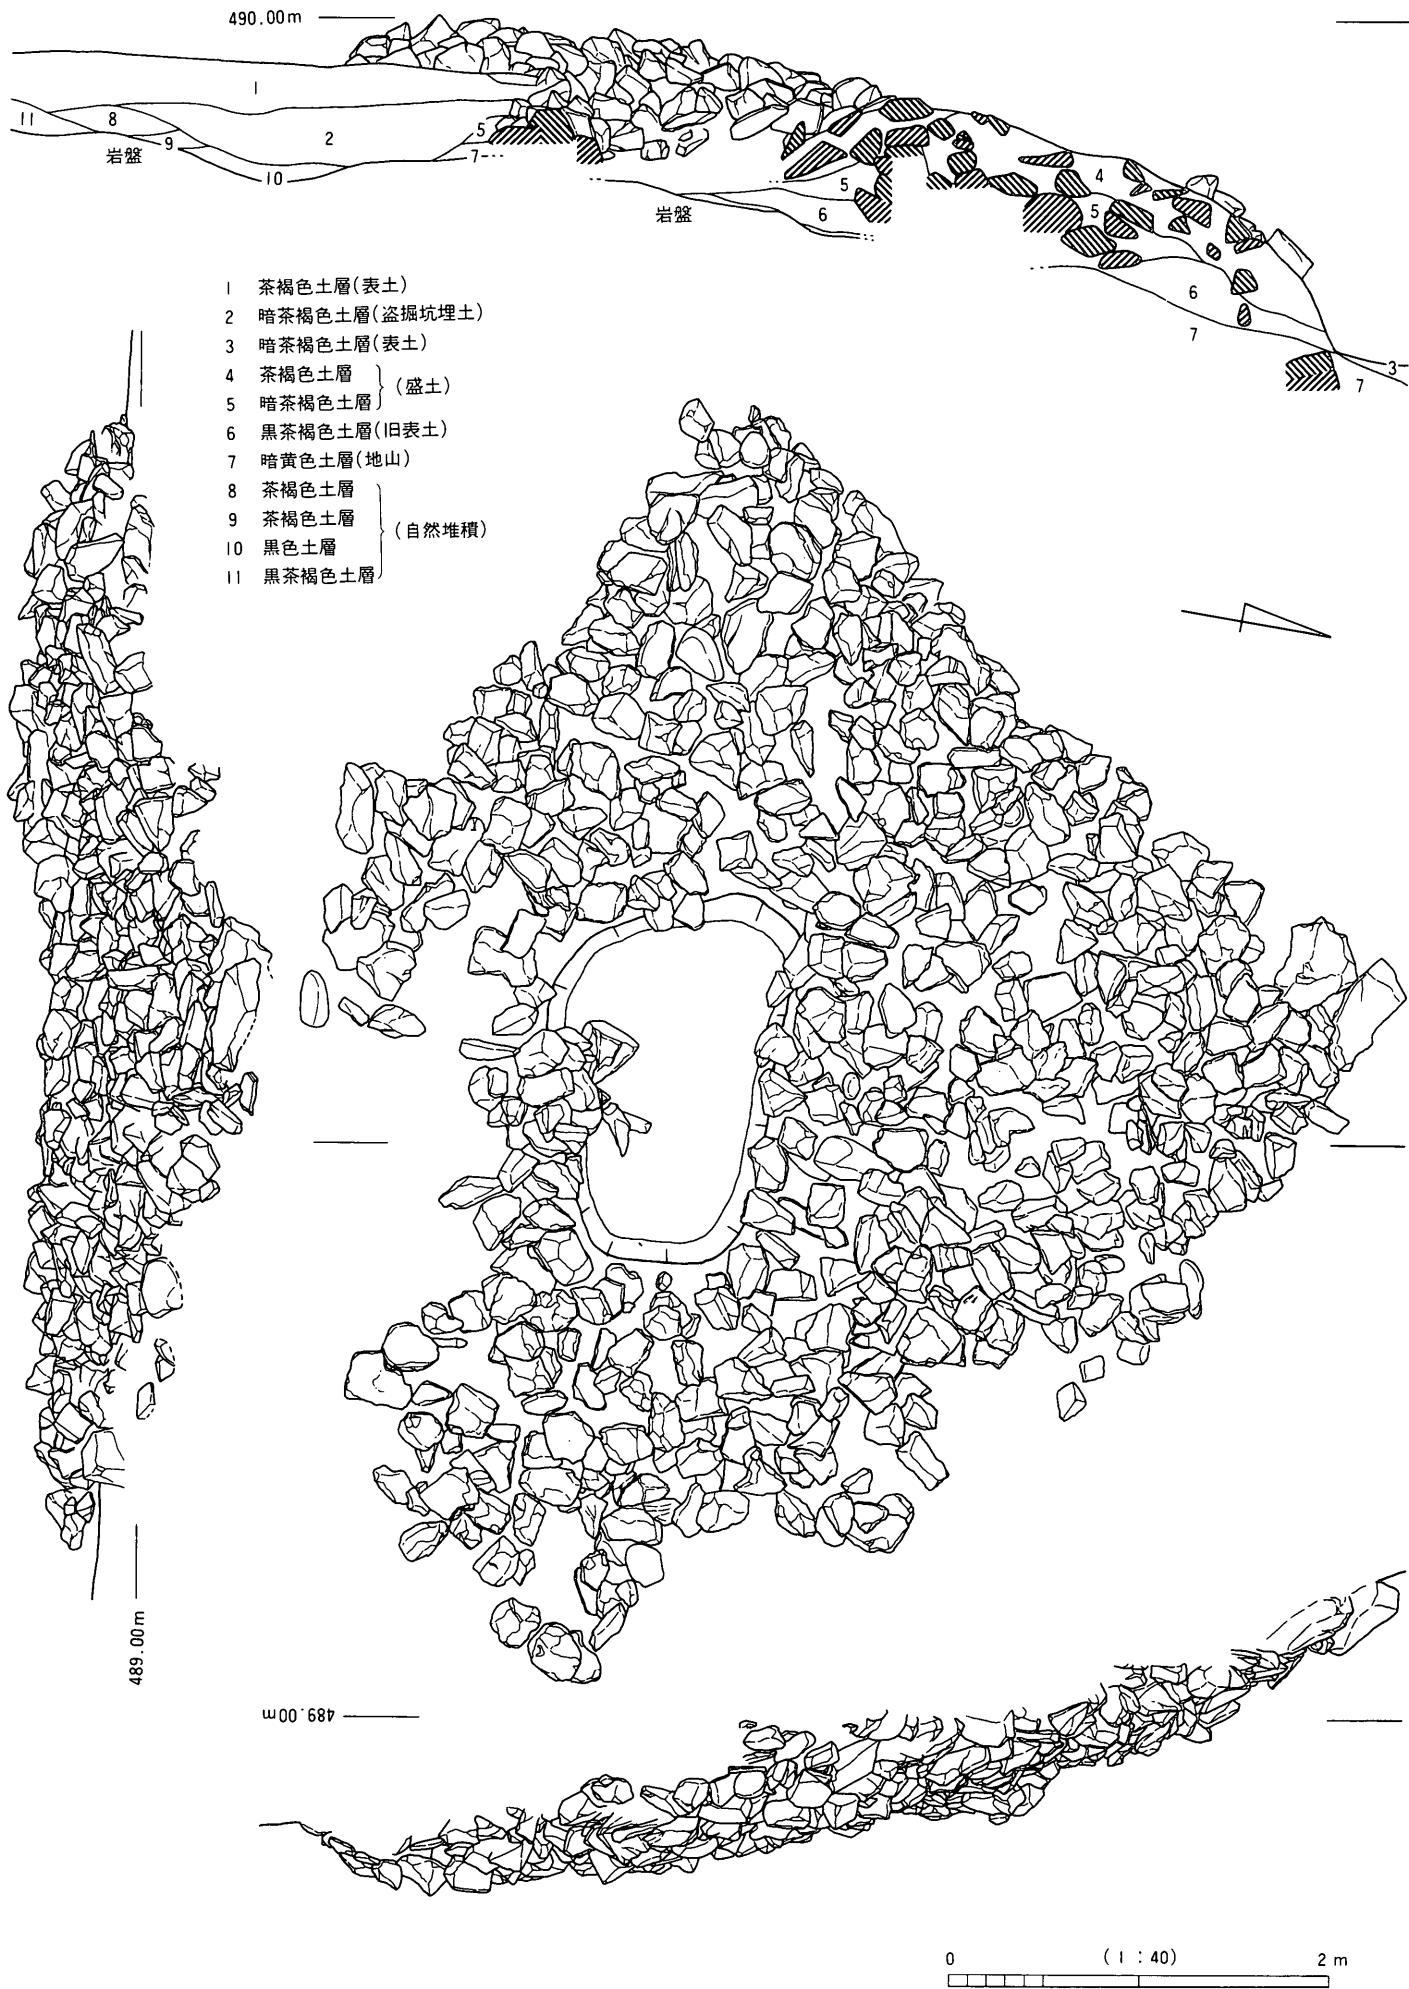 490.00m
1
11
8
9
2
5
岩盤
7
10
5
岩盤
6
4
5
6
7
3
7
1 茶褐色土層(表土)
2 暗茶褐色土層(盗掘坑埋土)
3 暗茶褐色土層(表土)
4 茶褐色土層
5 暗茶褐色土層
(盛土)
6 黒茶褐色土層(旧表土)
7 暗黄色土層(地山)
8 茶褐色土層
9 茶褐色土層
10 黒色土層
11 黒茶褐色土層
(自然堆積)
489.00m
489.00m
0 (1:40) 2m